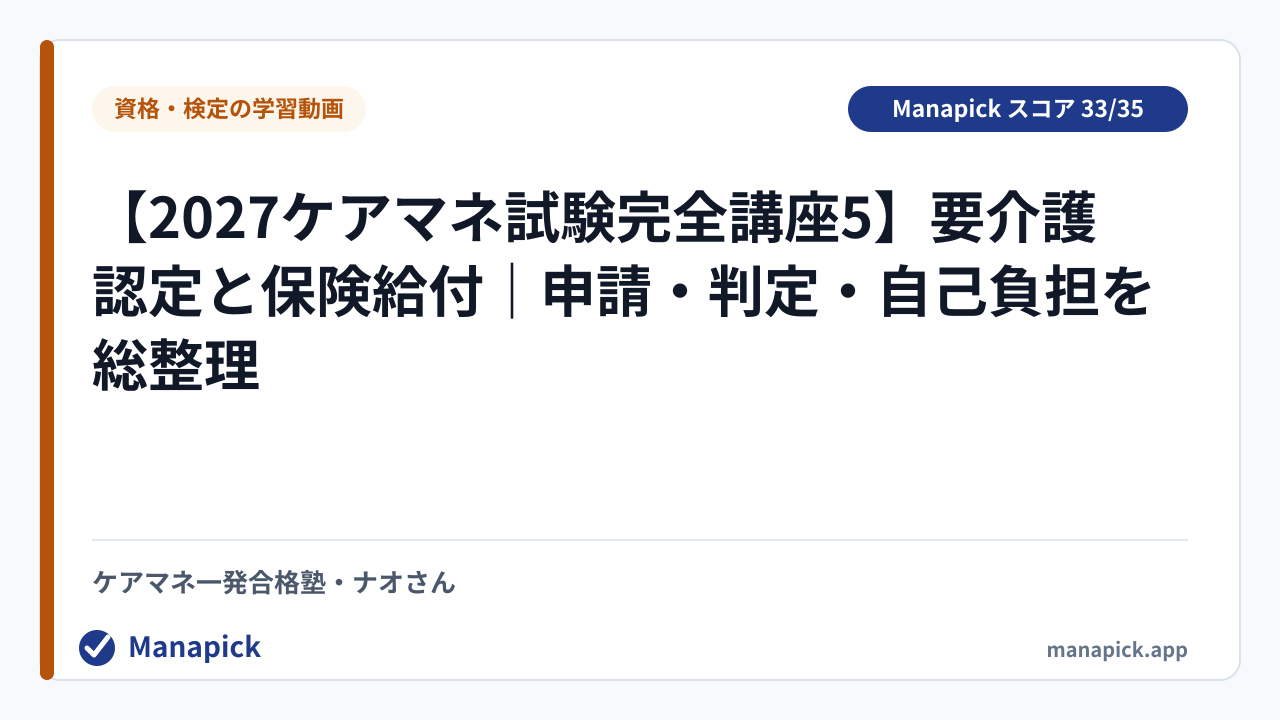 資格・検定の学習動画
Manapick スコア 33/35
【2027ケアマネ試験完全講座5】要介護
認定と保険給付｜申請・判定・自己負担を
総整理
ケアマネ一発合格塾・ナオさん
Manapick
manapick.app